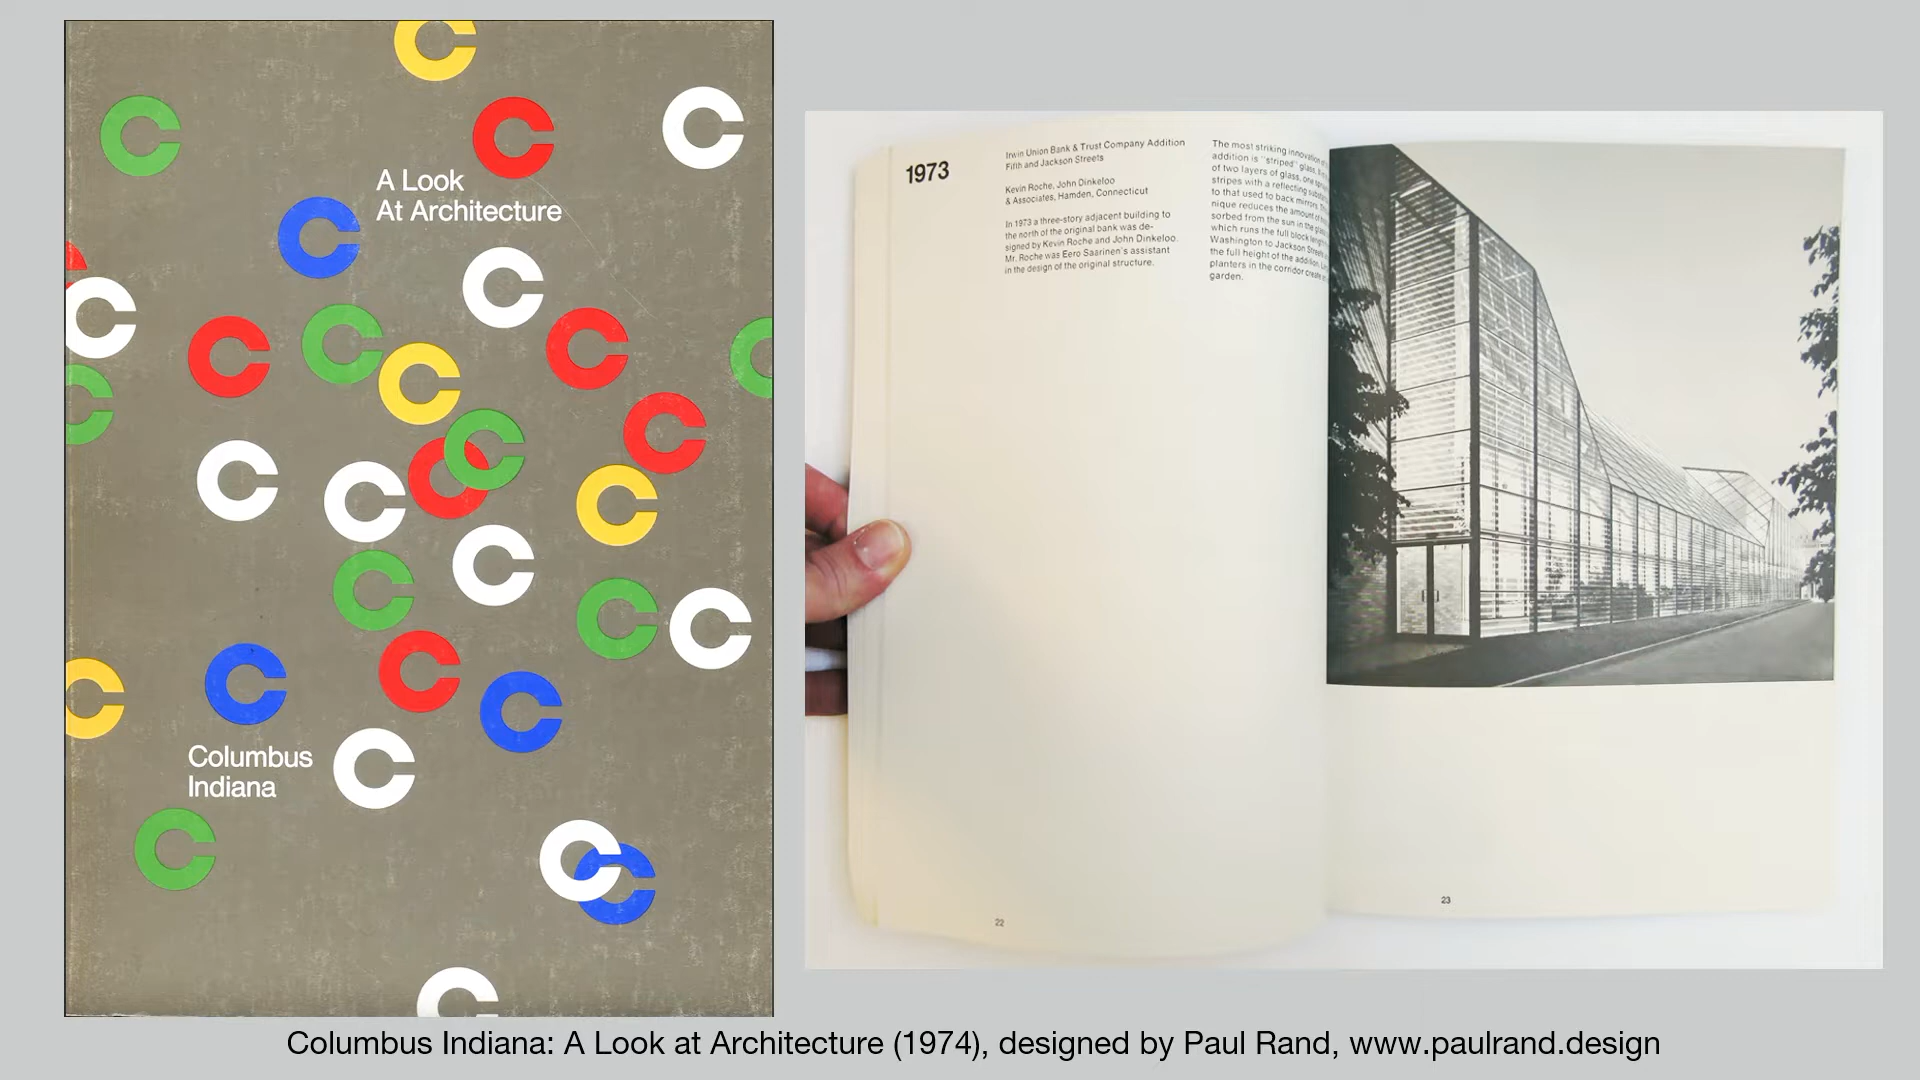 A Look
At Architecture
Columbus
Indiana
1973
Irwin Union Bank & Trust Company Addition
Fifth and Jackson Streets
Kevin Roche, John Dinkeloo
& Associates, Hamden, Connecticut
In 1973 a three-story adjacent building to
the north of the original bank was de-
signed by Kevin Roche and John Dinkeloo.
Mr. Roche was Eero Saarinen's assistant
in the design of the original structure.
The most striking innovation
addition is "striped" glass.
of two layers of glass, one
stripes with a reflecting
to that used to back mirrors.
nique reduces the amount of
sorbed from the sun in the
which runs the full block
Washington to Jackson Streets
the full height of the addition.
planters in the corridor create
garden.
22
23
Columbus Indiana: A Look at Architecture (1974), designed by Paul Rand, www.paulrand.design